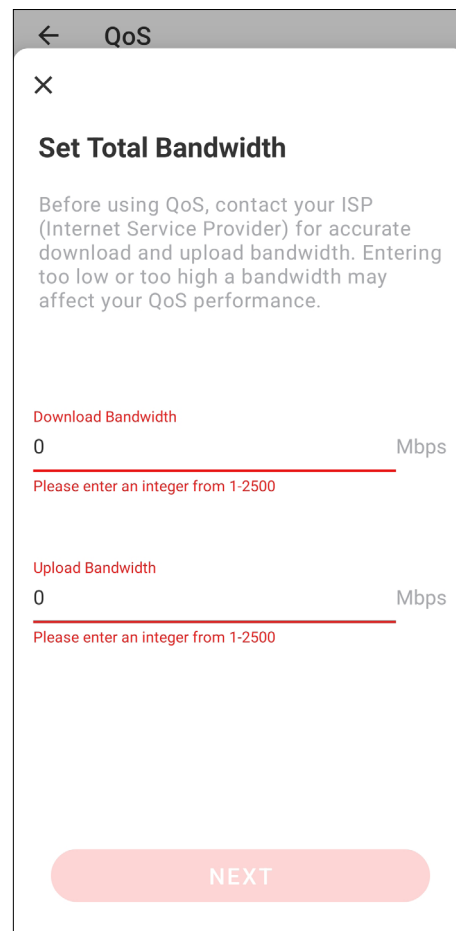 QoS
Set Total Bandwidth
Before using QoS, contact your ISP
(Internet Service Provider) for accurate
download and upload bandwidth. Entering
too low or too high a bandwidth may
affect your QoS performance.
Download Bandwidth
0 Mbps
Please enter an integer from 1-2500
Upload Bandwidth
0 Mbps
Please enter an integer from 1-2500
NEXT